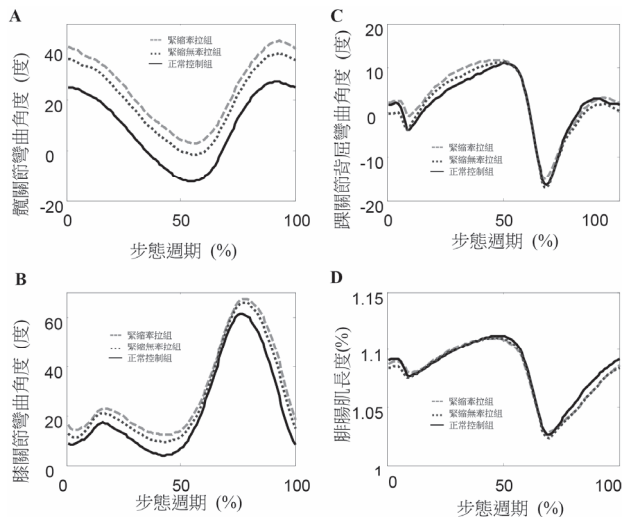 A
髖關節彎曲角度 (度)
40
20
0
-20
緊縮牽拉組
緊縮無牽拉組
正常控制組
0
50
100
步態週期 (%)
C
踝關節背屈彎曲角度 (度)
20
10
0
-10
-20
緊縮牽拉組
緊縮無牽拉組
正常控制組
0
50
100
步態週期 (%)
B
膝關節彎曲角度 (度)
60
40
20
0
緊縮牽拉組
緊縮無牽拉組
正常控制組
0
50
100
步態週期 (%)
D
腓腸肌長度(%)
1.15
1.1
1.05
1
緊縮牽拉組
緊縮無牽拉組
正常控制組
0
50
100
步態週期 (%)